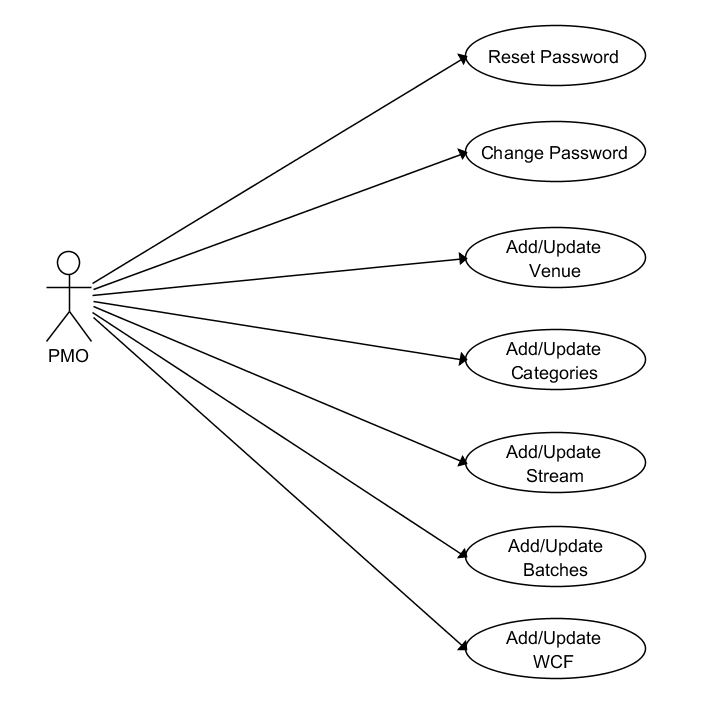 Reset Password
Change Password
Add/Update
Venue
PMO
Add/Update
Categories
Add/Update
Stream
Add/Update
Batches
Add/Update
WCF